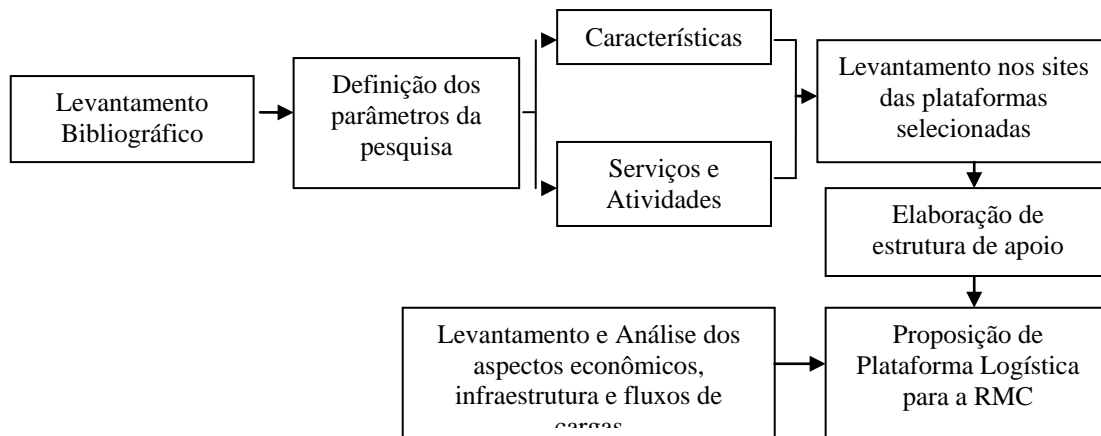 Levantamento
Bibliográfico
Definição dos
parâmetros da
pesquisa
Características
Serviços e
Atividades
Levantamento nos sites
das plataformas
selecionadas
Elaboração de
estrutura de apoio
Levantamento e Análise dos
aspectos econômicos,
infraestrutura e fluxos de
cargas
Proposição de
Plataforma Logística
para a RMC